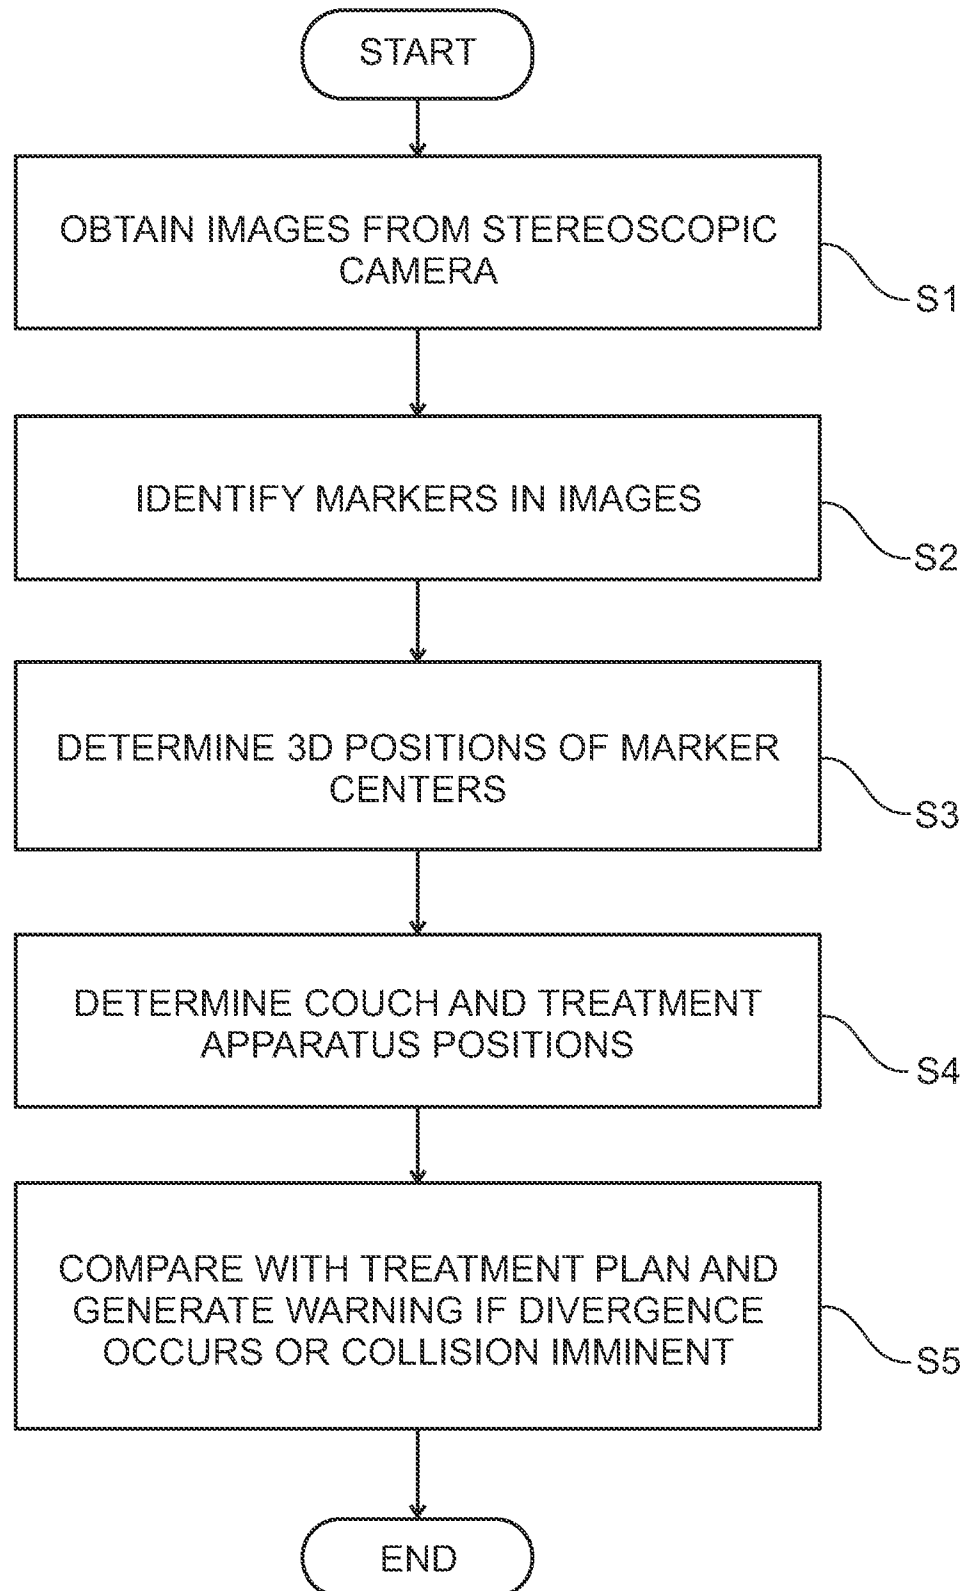 START
OBTAIN IMAGES FROM STEREOSCOPIC
CAMERA
S1
IDENTIFY MARKERS IN IMAGES
S2
DETERMINE 3D POSITIONS OF MARKER
CENTERS
S3
DETERMINE COUCH AND TREATMENT
APPARATUS POSITIONS
S4
COMPARE WITH TREATMENT PLAN AND
GENERATE WARNING IF DIVERGENCE
OCCURS OR COLLISION IMMINENT
S5
END